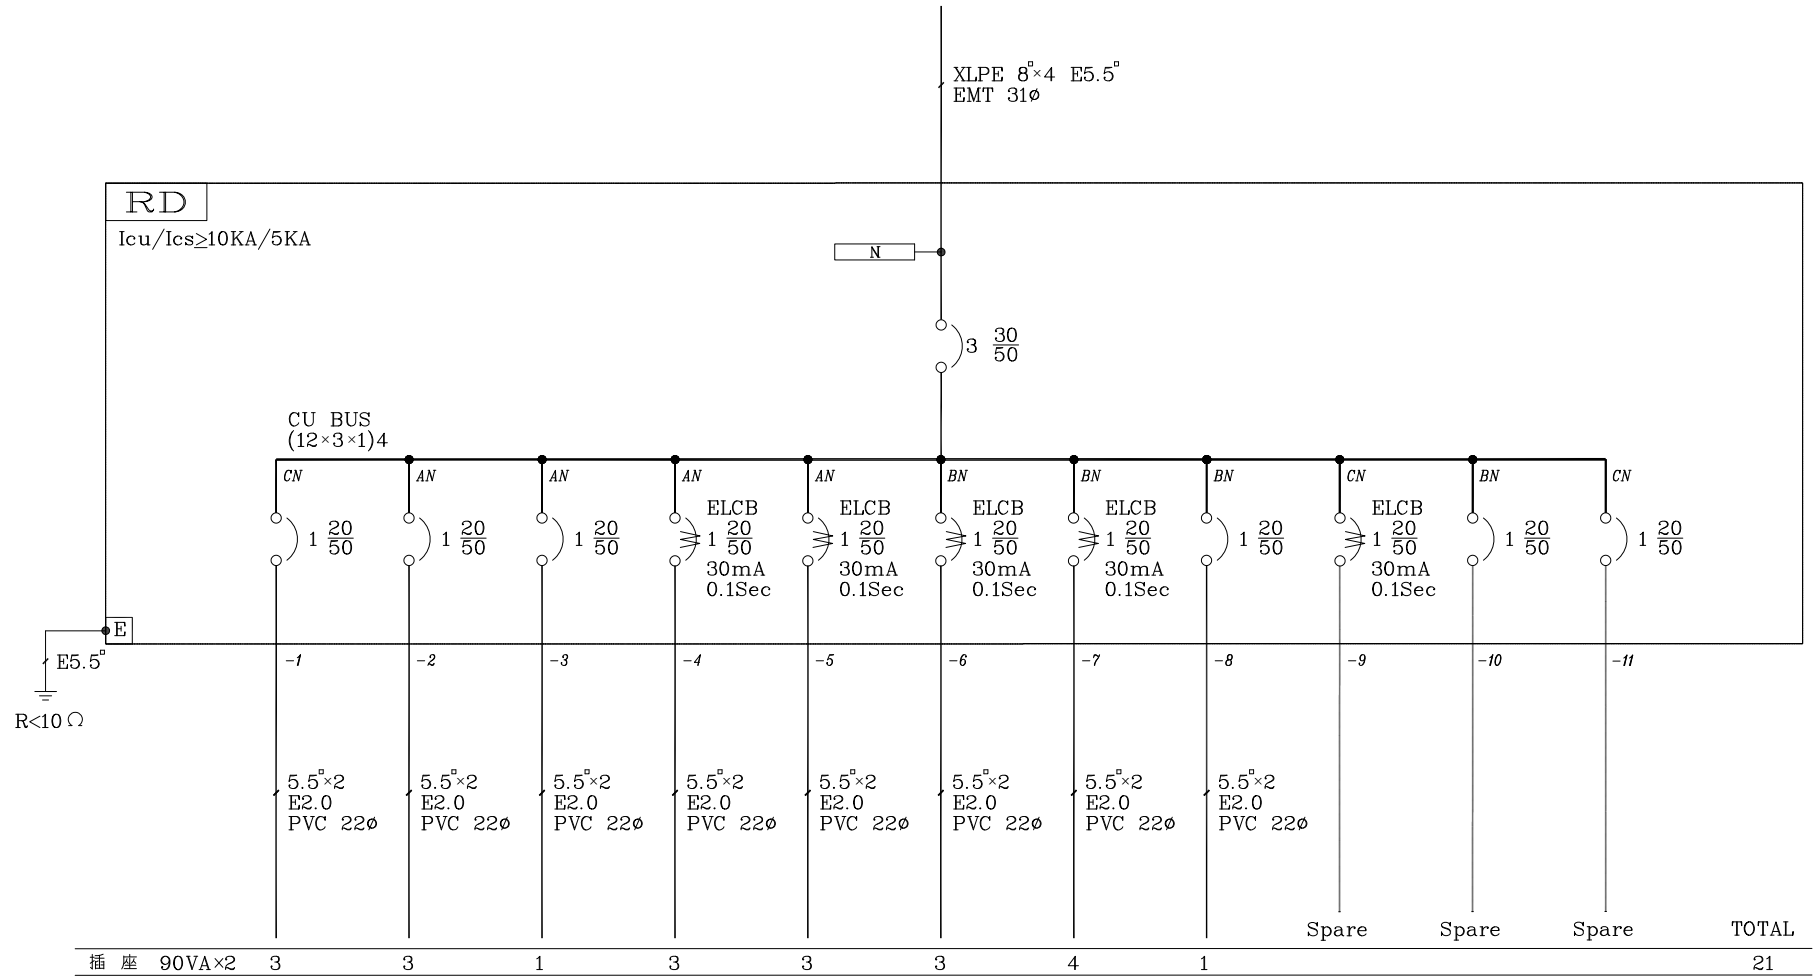 XLPE 8□×4 E5.5□
EMT 31ø
RD
Icu/Ics≥10KA/5KA
N
3 30/50
CU BUS
(12×3×1)4
CN AN AN AN AN BN BN BN CN BN CN
ELCB ELCB ELCB ELCB ELCB
1 20/50 1 20/50 1 20/50 1 20/50 1 20/50 1 20/50 1 20/50 1 20/50 1 20/50 1 20/50 1 20/50
30mA 30mA 30mA 30mA 30mA
0.1Sec 0.1Sec 0.1Sec 0.1Sec 0.1Sec
E
E5.5□
-1 -2 -3 -4 -5 -6 -7 -8 -9 -10 -11
R<10Ω
5.5□×2 5.5□×2 5.5□×2 5.5□×2 5.5□×2 5.5□×2 5.5□×2 5.5□×2
E2.0 E2.0 E2.0 E2.0 E2.0 E2.0 E2.0 E2.0
PVC 22ø PVC 22ø PVC 22ø PVC 22ø PVC 22ø PVC 22ø PVC 22ø PVC 22ø
Spare Spare Spare TOTAL
插座 90VA×2 3 3 1 3 3 3 4 1 21